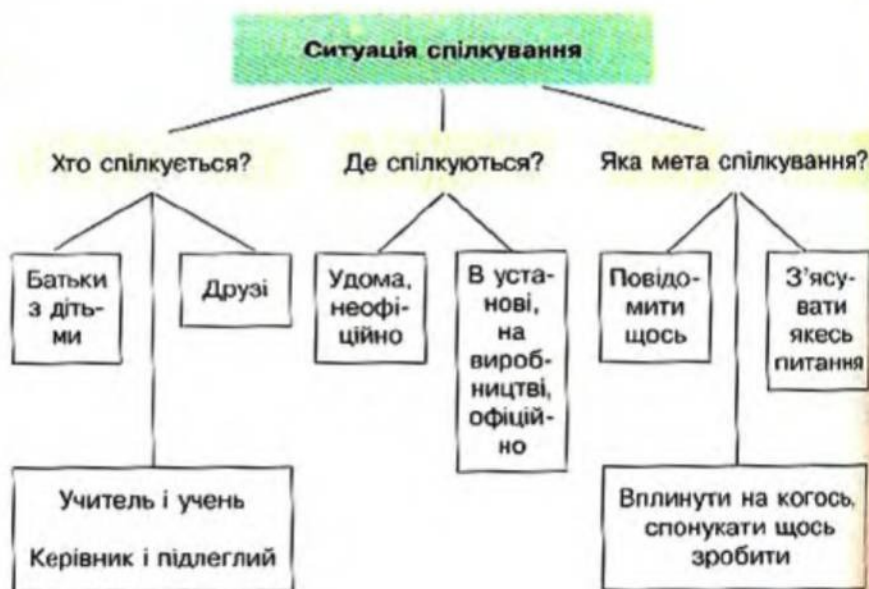 Ситуація спілкування
Хто спілкується?
Де спілкуються?
Яка мета спілкування?
Батьки
з діть-
ми
Друзі
Удома,
неофі-
ційно
В уста-
нові,
на
вироб-
ництві,
офіцій-
но
Повідо-
мити
щось
З'ясу-
вати
якесь
питання
Учитель і учень
Керівник і підлеглий
Вплинути на когось,
спонукати щось
зробити